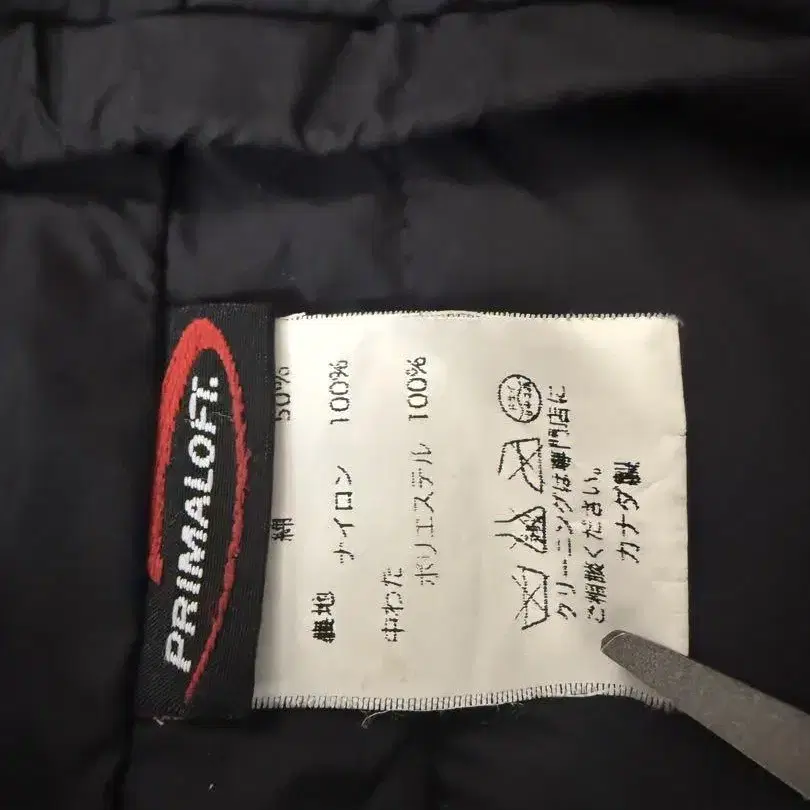 PRIMALOFT.
綿 50%
裏地 ナイロン 100%
中わた ポリエステル 100%
クリーニングは専門店に
ご相談ください。
カナダ製